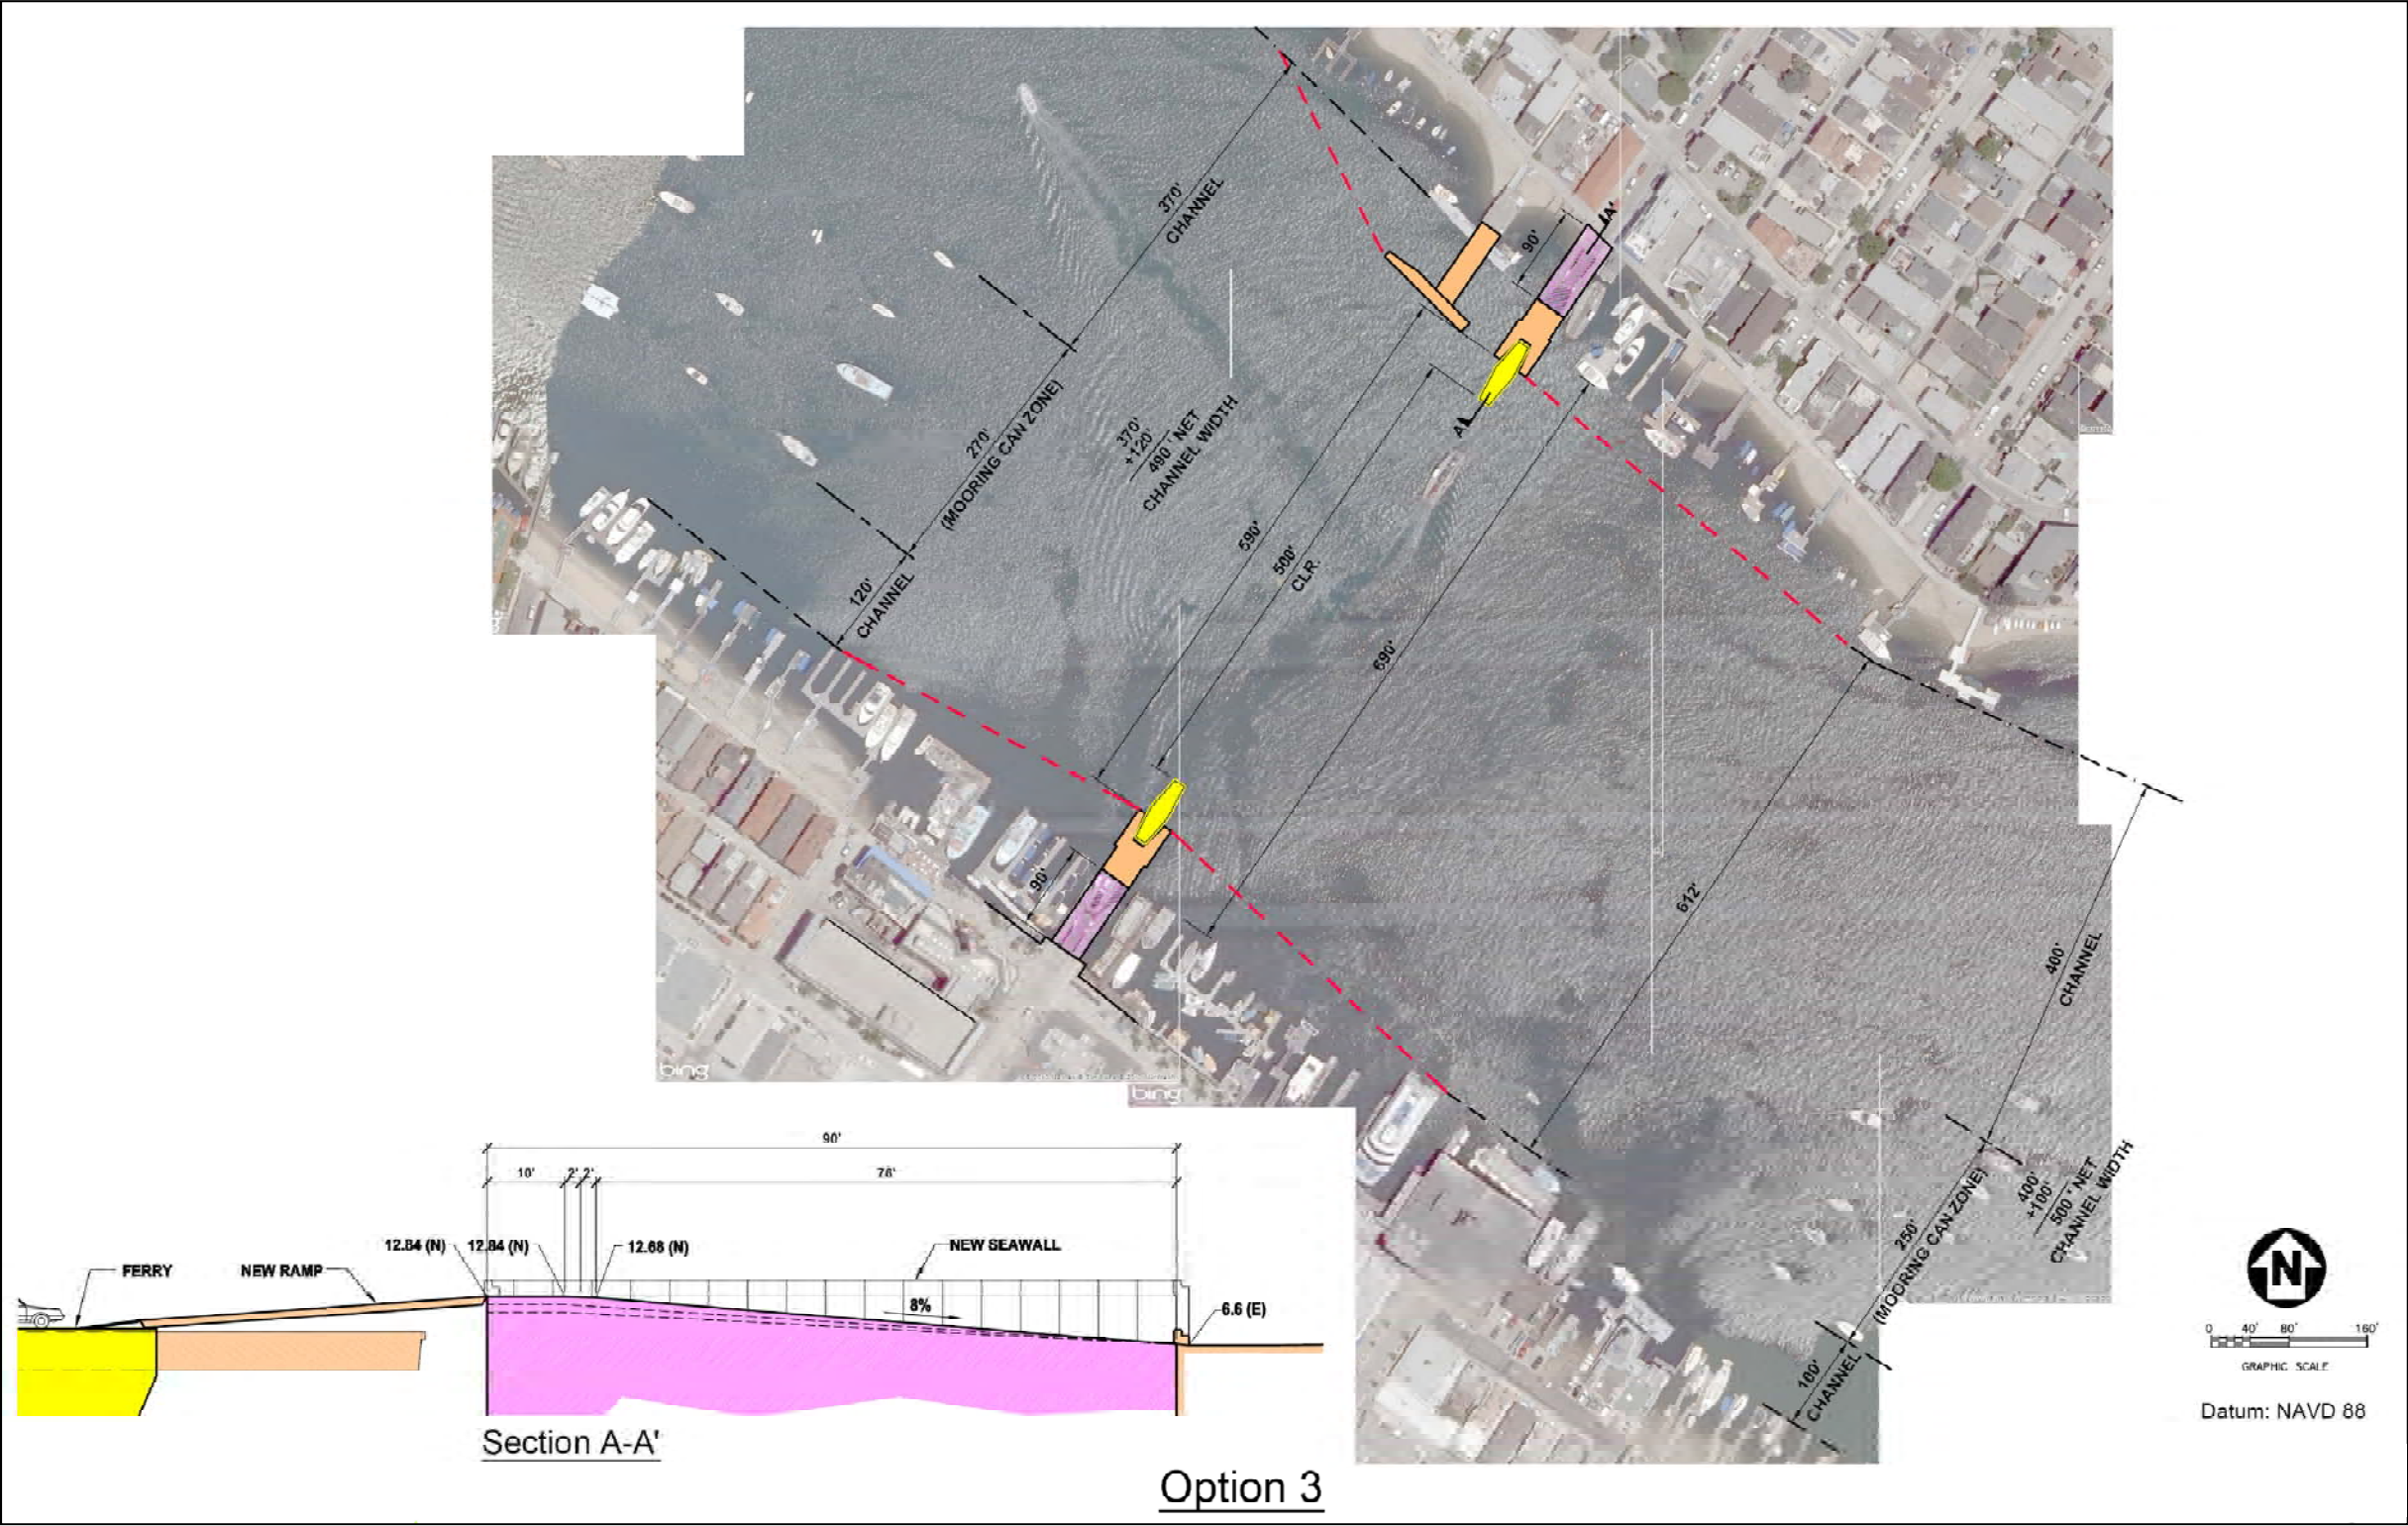 370'
CHANNEL
90'
A'
270'
(MOORING CAN ZONE)
370'
+120'
490' NET
CHANNEL WIDTH
A
590'
500'
CLR.
120'
CHANNEL
690'
90'
612'
400'
CHANNEL
bing
bing
400'
+100'
500' NET
CHANNEL WIDTH
250'
(MOORING CAN ZONE)
100'
CHANNEL
90'
10' 2' 2' 76'
12.84 (N) 12.84 (N) 12.68 (N) NEW SEAWALL
FERRY NEW RAMP
8%
6.6 (E)
Section A-A'
Option 3
N
0 40' 80' 160'
GRAPHIC SCALE
Datum: NAVD 88